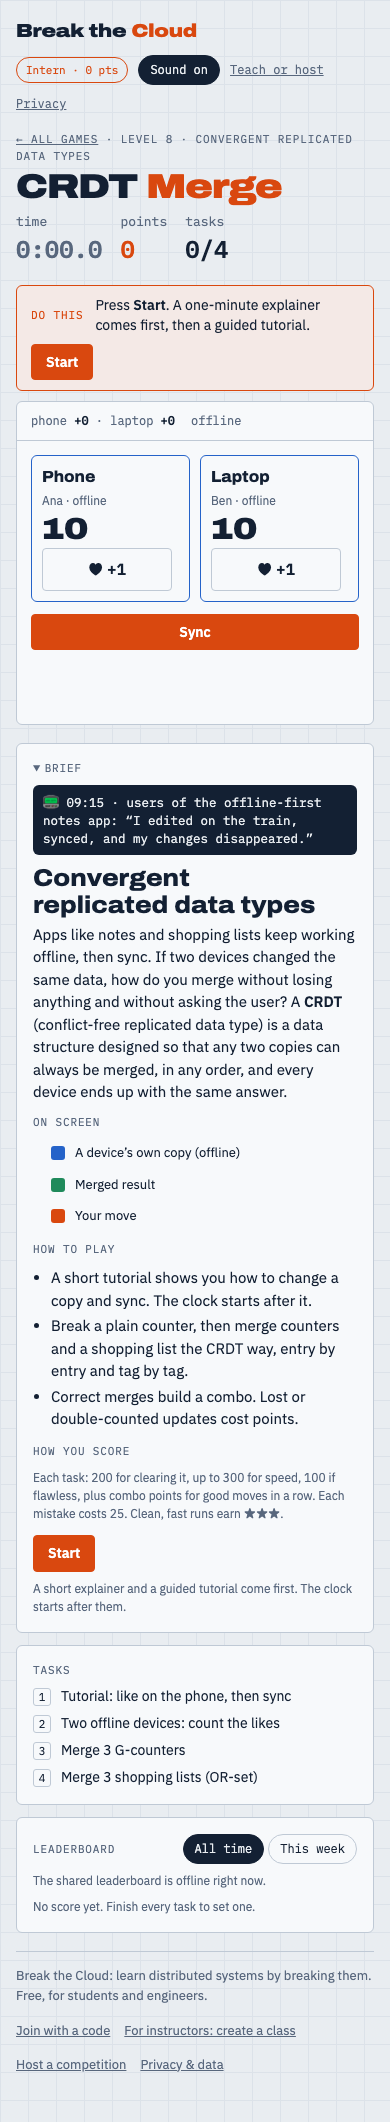 Break the Cloud
Intern · 0 pts
Sound on
Teach or host
Privacy
← ALL GAMES · LEVEL 8 · CONVERGENT REPLICATED
DATA TYPES
CRDT Merge
time points tasks
0:00.0 0 0/4
DO THIS
Press Start. A one-minute explainer
comes first, then a guided tutorial.
Start
phone +0 · laptop +0 offline
Phone
Ana · offline
10
♥ +1
Laptop
Ben · offline
10
♥ +1
Sync
▾ BRIEF
09:15 · users of the offline-first
notes app: “I edited on the train,
synced, and my changes disappeared.”
Convergent
replicated data types
Apps like notes and shopping lists keep working
offline, then sync. If two devices changed the
same data, how do you merge without losing
anything and without asking the user? A CRDT
(conflict-free replicated data type) is a data
structure designed so that any two copies can
always be merged, in any order, and every
device ends up with the same answer.
ON SCREEN
A device’s own copy (offline)
Merged result
Your move
HOW TO PLAY
• A short tutorial shows you how to change a
copy and sync. The clock starts after it.
• Break a plain counter, then merge counters
and a shopping list the CRDT way, entry by
entry and tag by tag.
• Correct merges build a combo. Lost or
double-counted updates cost points.
HOW YOU SCORE
Each task: 200 for clearing it, up to 300 for speed, 100 if
flawless, plus combo points for good moves in a row. Each
mistake costs 25. Clean, fast runs earn ★★★.
Start
A short explainer and a guided tutorial come first. The clock
starts after them.
TASKS
1 Tutorial: like on the phone, then sync
2 Two offline devices: count the likes
3 Merge 3 G-counters
4 Merge 3 shopping lists (OR-set)
LEADERBOARD
All time
This week
The shared leaderboard is offline right now.
No score yet. Finish every task to set one.
Break the Cloud: learn distributed systems by breaking them.
Free, for students and engineers.
Join with a code For instructors: create a class
Host a competition Privacy & data